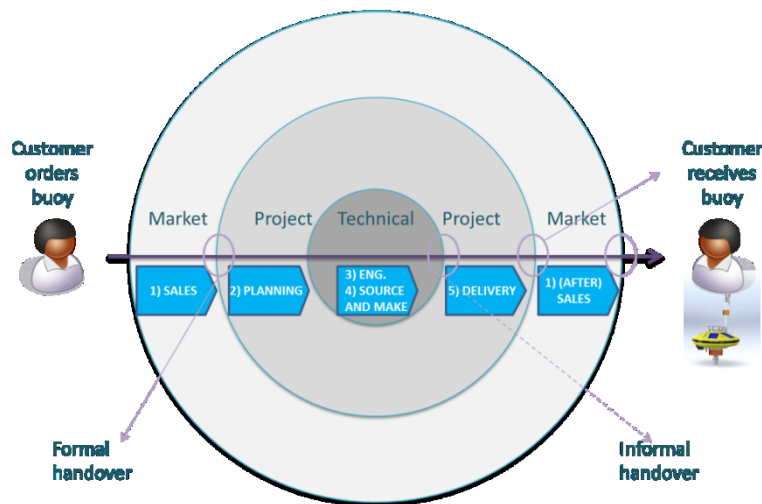 Customer
orders
buoy
Customer
receives
buoy
Market
Project
Technical
Project
Market
1) SALES
2) PLANNING
3) ENG.
4) SOURCE
AND MAKE
5) DELIVERY
1) (AFTER)
SALES
Formal
handover
Informal
handover